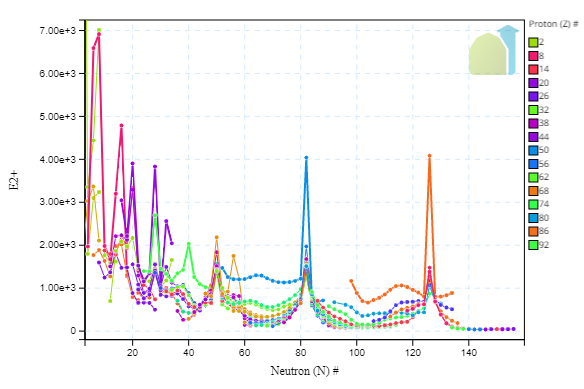 Proton (Z) #
7.00e+3
6.00e+3
5.00e+3
4.00e+3
3.00e+3
2.00e+3
1.00e+3
0
E2+
20
40
60
80
100
120
140
Neutron (N) #
2
8
14
20
26
32
38
44
50
56
62
68
74
80
86
92